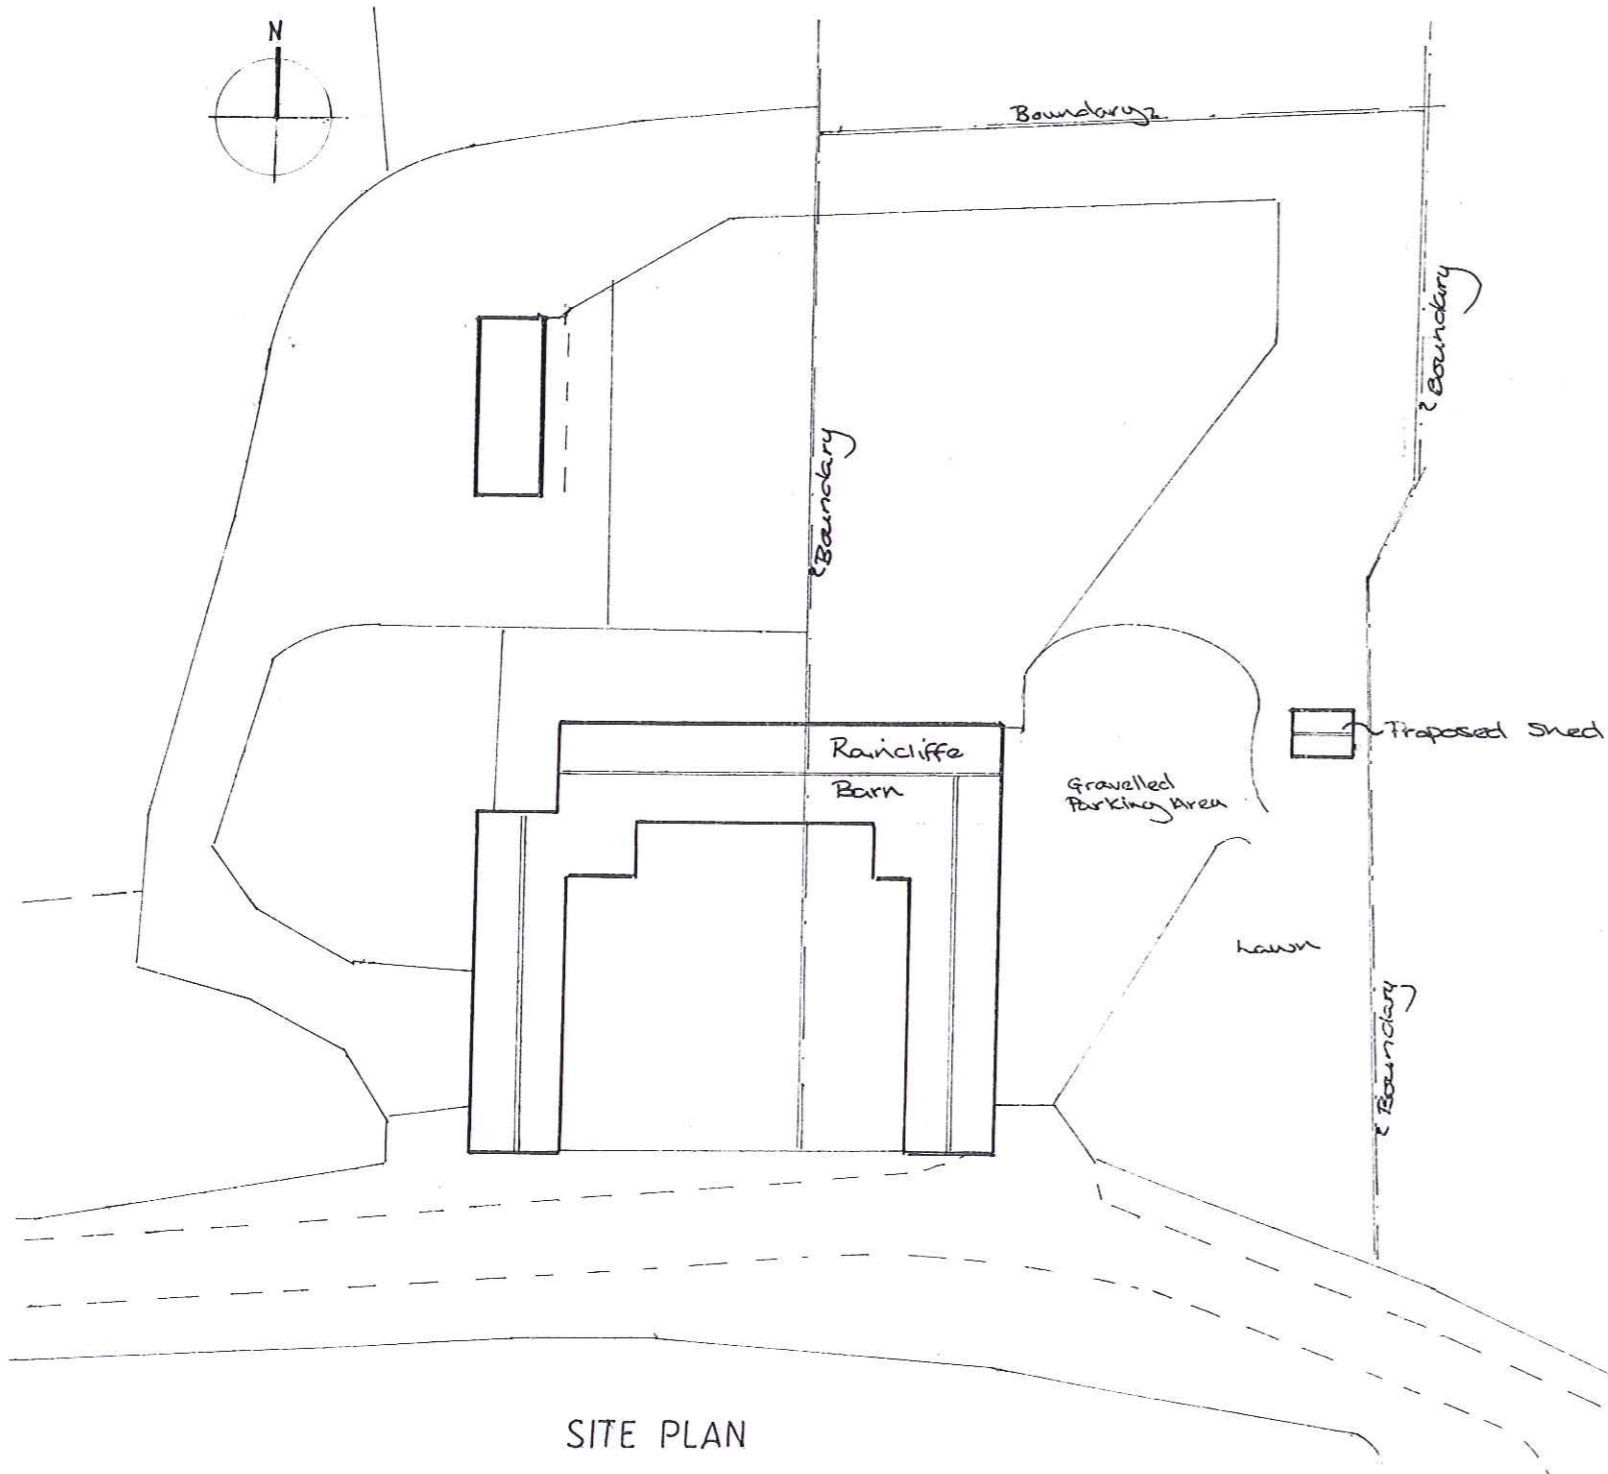 N
Boundary
Boundary
Boundary
Raincliffe
Barn
Gravelled
Parking Area
Proposed Shed
Lawn
Boundary
SITE PLAN